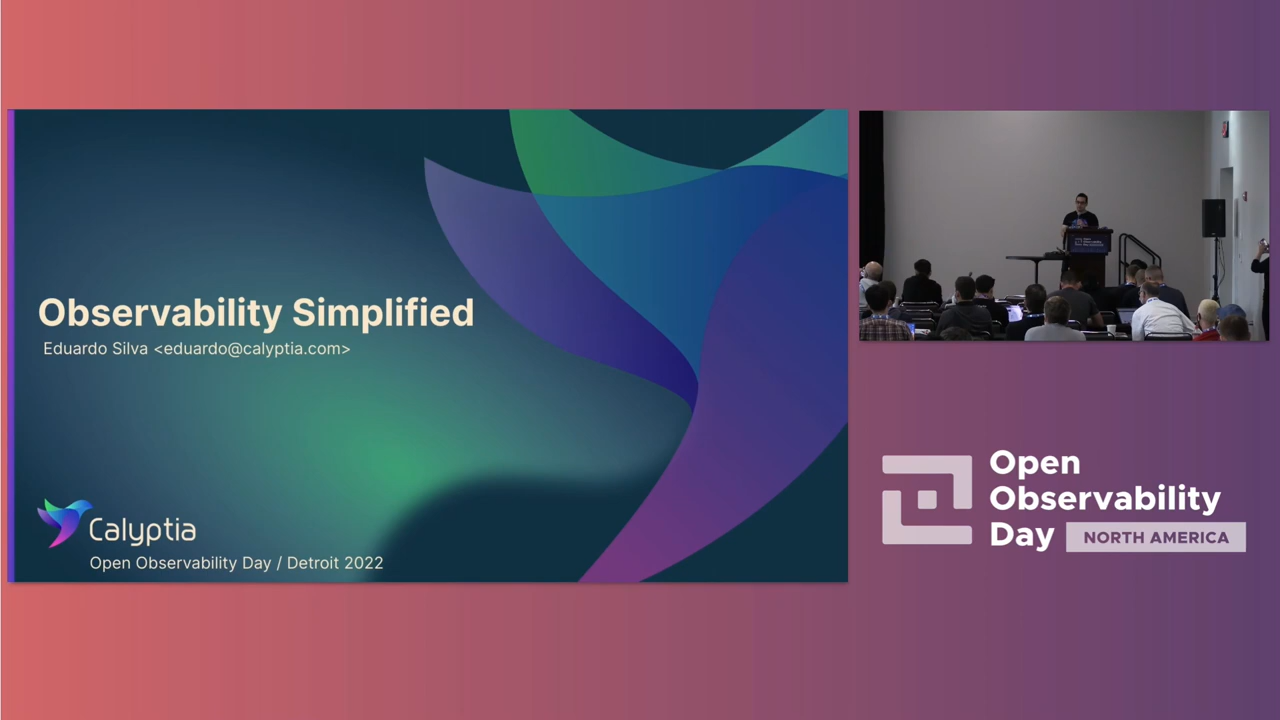 Observability Simplified
Eduardo Silva <eduardo@calyptia.com>
Calyptia
Open Observability Day / Detroit 2022
Open
Observability
Day NORTH AMERICA